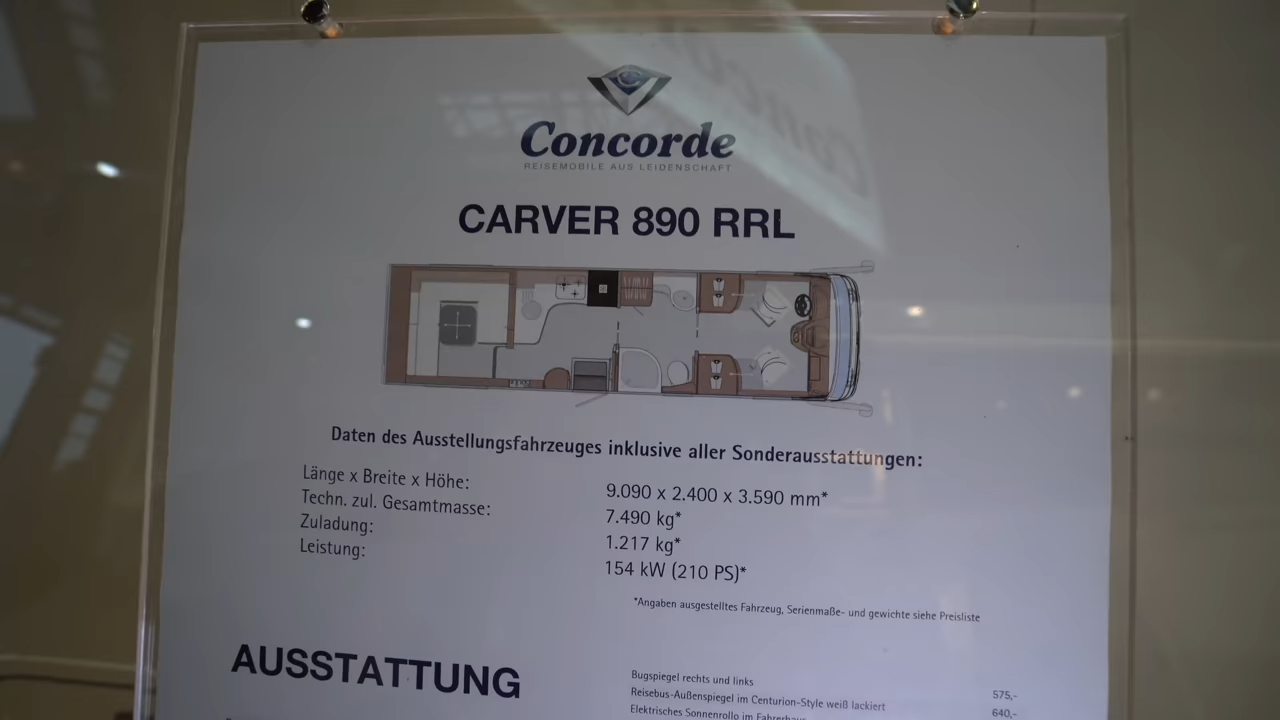 Concorde
REISEMOBILE AUS LEIDENSCHAFT
CARVER 890 RRL
Daten des Ausstellungsfahrzeuges inklusive aller Sonderausstattungen:
Länge x Breite x Höhe: 9.090 x 2.400 x 3.590 mm*
Techn. zul. Gesamtmasse: 7.490 kg*
Zuladung: 1.217 kg*
Leistung: 154 kW (210 PS)*
*Angaben ausgestelltes Fahrzeug, Serienmaße- und gewichte siehe Preisliste
AUSSTATTUNG
Bugspiegel rechts und links 575,-
Reisebus-Außenspiegel im Centurion-Style weiß lackiert 640,-
Elektrisches Sonnenrollo im